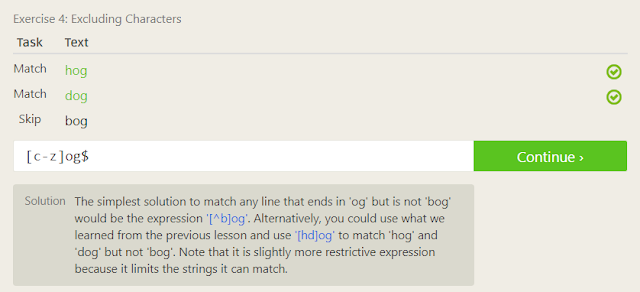 Exercise 4: Excluding Characters
Task Text
Match hog
Match dog
Skip bog
[c-z]og$ Continue ›
Solution The simplest solution to match any line that ends in 'og' but is not 'bog'
would be the expression '[^b]og'. Alternatively, you could use what we
learned from the previous lesson and use '[hd]og' to match 'hog' and
'dog' but not 'bog'. Note that it is slightly more restrictive expression
because it limits the strings it can match.